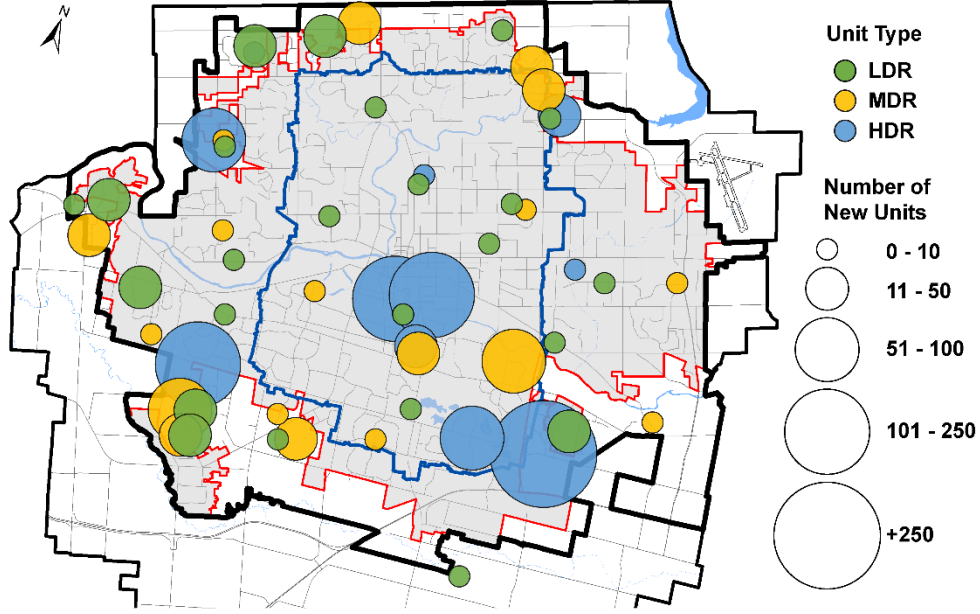 N
Unit Type
LDR
MDR
HDR
Number of
New Units
0 - 10
11 - 50
51 - 100
101 - 250
+250